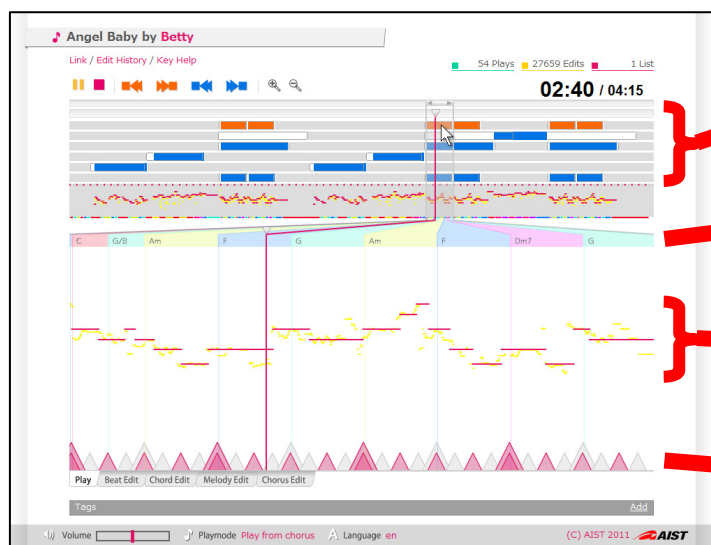 Angel Baby by Betty
Link / Edit History / Key Help
54 Plays 27659 Edits 1 List
02:40 / 04:15
C G/B Am F G Am F Dm7 G
Play Beat Edit Chord Edit Melody Edit Chorus Edit
Tags Add
Volume Playmode Play from chorus Language en (C) AIST 2011 AIST